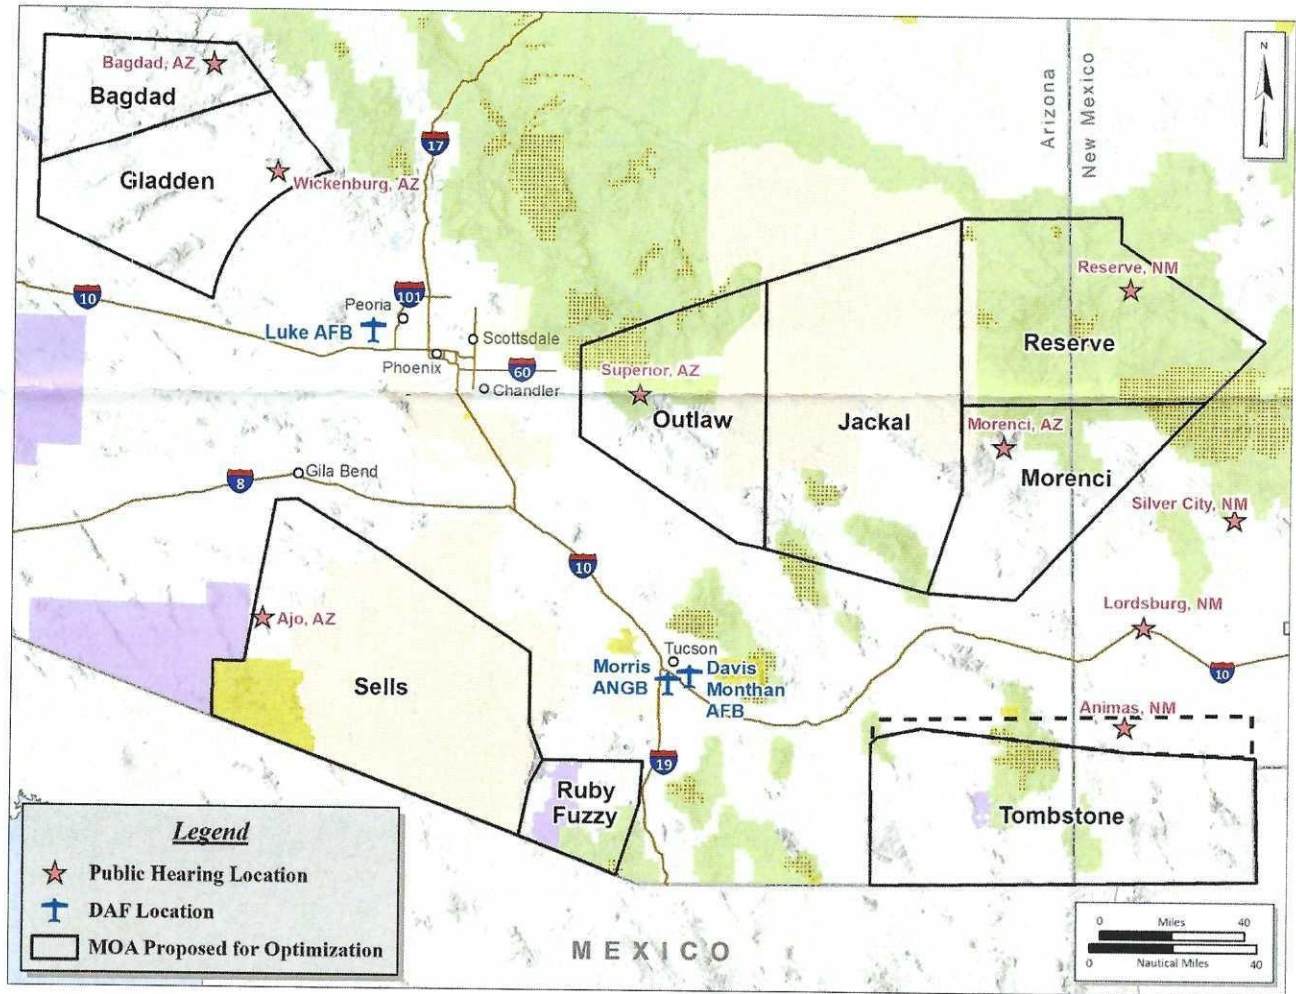 Bagdad, AZ
Bagdad
Gladden
Wickenburg, AZ
17
Arizona
New Mexico
N
10
101
Peoria
Luke AFB
Scottsdale
Phoenix
60
Chandler
Superior, AZ
Outlaw
Jackal
Reserve, NM
Reserve
Morenci, AZ
Morenci
Silver City, NM
8
Gila Bend
10
Ajo, AZ
Sells
Tucson
Morris
ANGB
Davis
Monthan
AFB
Lordsburg, NM
10
Animas, NM
19
Ruby
Fuzzy
Tombstone
Legend
Public Hearing Location
DAF Location
MOA Proposed for Optimization
MEXICO
0 Miles 40
0 Nautical Miles 40